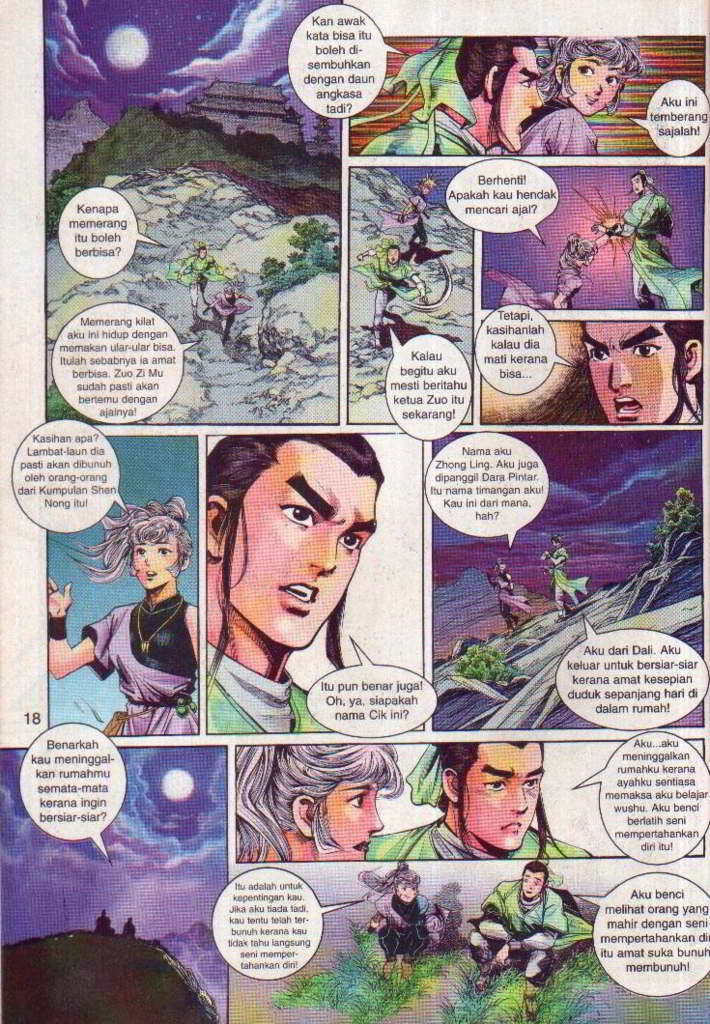 Kan awak
kata bisa itu
boleh di-
sembuhkan
dengan daun
angkasa
tadi?
Aku ini
temberang
sajalah!
Kenapa
memerang
itu boleh
berbisa?
Memerang kilat
aku ini hidup dengan
memakan ular-ular bisa.
Itulah sebabnya ia amat
berbisa. Zuo Zi Mu
sudah pasti akan
bertemu dengan
ajalnya!
Kalau
begitu aku
mesti beritahu
ketua Zuo itu
sekarang!
Berhenti!
Apakah kau hendak
mencari ajal?
Tetapi,
kasihanlah
kalau dia
mati kerana
bisa...
Kasihan apa?
Lambat-laun dia
pasti akan dibunuh
oleh orang-orang
dari Kumpulan Shen
Nong itu!
Itu pun benar juga!
Oh, ya, siapakah
nama Cik ini?
Nama aku
Zhong Ling. Aku juga
dipanggil Dara Pintar.
Itu nama timangan aku!
Kau ini dari mana,
hah?
Aku dari Dali. Aku
keluar untuk bersiar-siar
kerana amat kesepian
duduk sepanjang hari di
dalam rumah!
18
Benarkah
kau meninggal-
kan rumahmu
semata-mata
kerana ingin
bersiar-siar?
Aku...aku
meninggalkan
rumahku kerana
ayahku sentiasa
memaksa aku belajar
wushu. Aku benci
berlatih seni
mempertahankan
diri itu!
Itu adalah untuk
kepentingan kau.
Jika aku tiada tadi,
kau tentu telah ter-
bunuh kerana kau
tidak tahu langsung
seni memper-
tahankan diri!
Aku benci
melihat orang yang
mahir dengan seni
mempertahankan diri
itu amat suka bunuh
membunuh!